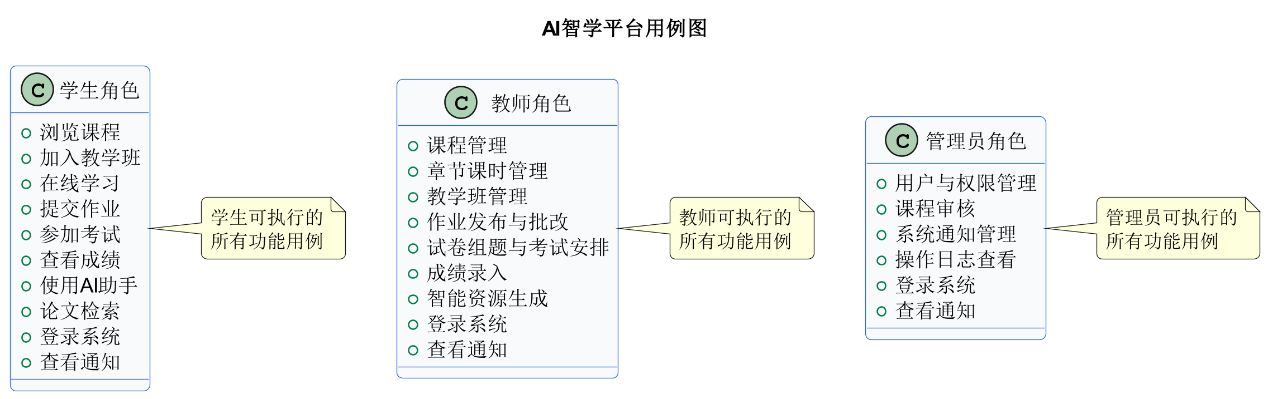 AI智学平台用例图
C 学生角色
浏览课程
加入教学班
在线学习
提交作业
参加考试
查看成绩
使用AI助手
论文检索
登录系统
查看通知
学生可执行的
所有功能用例
C 教师角色
课程管理
章节课时管理
教学班管理
作业发布与批改
试卷组题与考试安排
成绩录入
智能资源生成
登录系统
查看通知
教师可执行的
所有功能用例
C 管理员角色
用户与权限管理
课程审核
系统通知管理
操作日志查看
登录系统
查看通知
管理员可执行的
所有功能用例